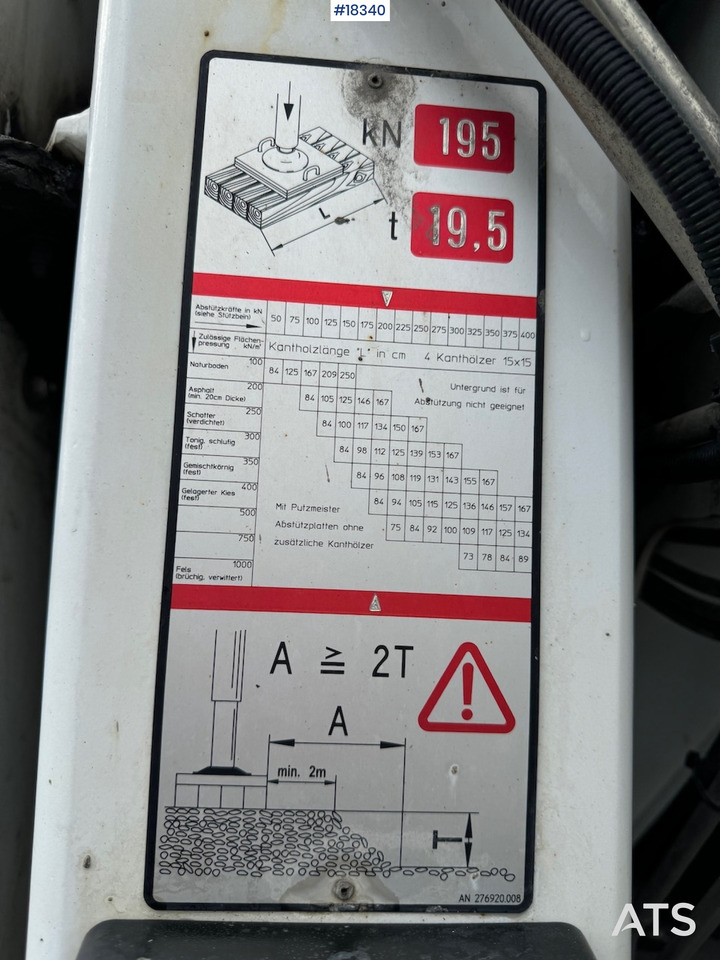 #18340
kN 195
t 19,5
L
Abstützkräfte in kN
(siehe Stützbein)
50 75 100 125 150 175 200 225 250 275 300 325 350 375 400
Zulässige Flächen-
pressung kN/m²
Kantholzlänge "L" in cm 4 Kanthölzer 15x15
Naturboden 100
84 125 167 209 250
Untergrund ist für
Abstützung nicht geeignet
Asphalt 200
(min. 20cm Dicke)
84 105 125 146 167
Schotter 250
(verdichtet)
84 100 117 134 150 167
Tonig, schlufig 300
(fest)
84 98 112 125 139 153 167
Gemischtkörnig 350
(fest)
84 96 108 119 131 143 155 167
Gelagerter Kies 400
(fest)
84 94 105 115 125 136 146 157 167
500
75 84 92 100 109 117 125 134
750
73 78 84 89
Fels 1000
(brüchig, verwittert)
Mit Putzmeister
Abstützplatten ohne
zusätzliche Kanthölzer
A ≧ 2T
A
min. 2m
T
AN 276920.008
ATS